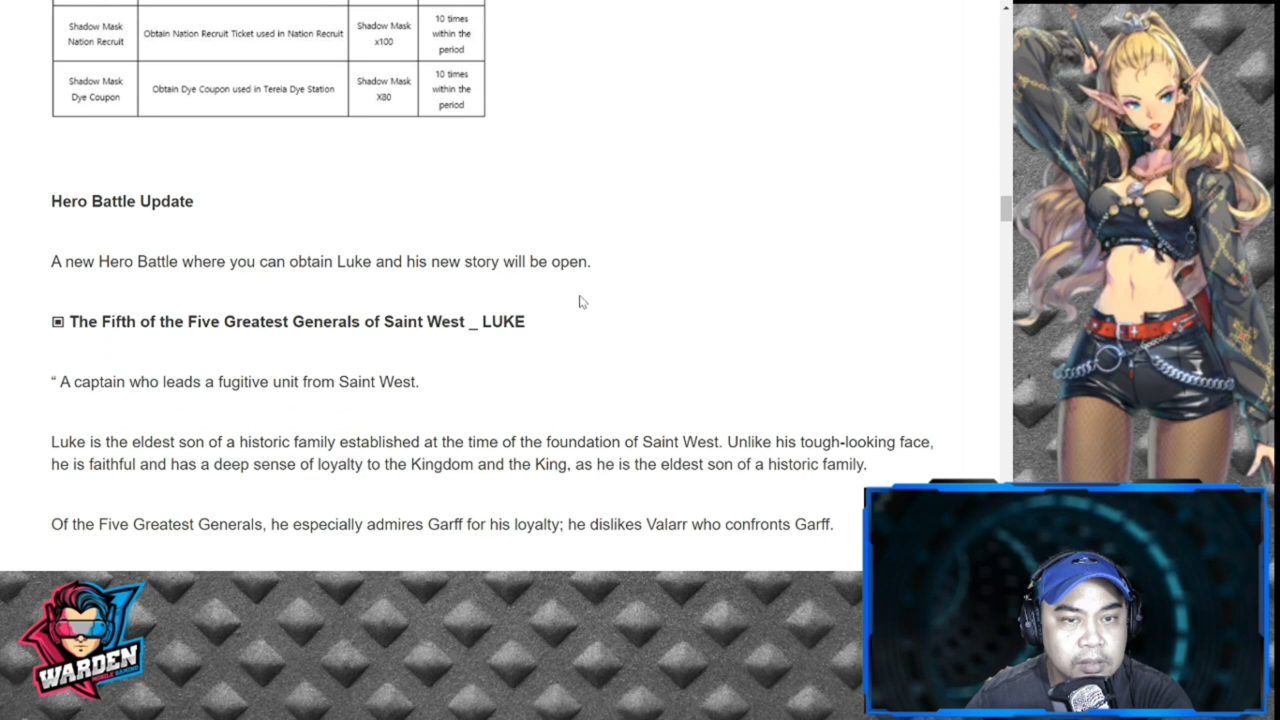 Shadow Mask
Nation Recruit
Obtain Nation Recruit Ticket used in Nation Recruit
Shadow Mask
x100
10 times
within the
period
Shadow Mask
Dye Coupon
Obtain Dye Coupon used in Tereia Dye Station
Shadow Mask
X80
10 times
within the
period
Hero Battle Update
A new Hero Battle where you can obtain Luke and his new story will be open.
▣ The Fifth of the Five Greatest Generals of Saint West _ LUKE
“ A captain who leads a fugitive unit from Saint West.
Luke is the eldest son of a historic family established at the time of the foundation of Saint West. Unlike his tough-looking face,
he is faithful and has a deep sense of loyalty to the Kingdom and the King, as he is the eldest son of a historic family.
Of the Five Greatest Generals, he especially admires Garff for his loyalty; he dislikes Valarr who confronts Garff.
WARDEN
MOBILE GAMING